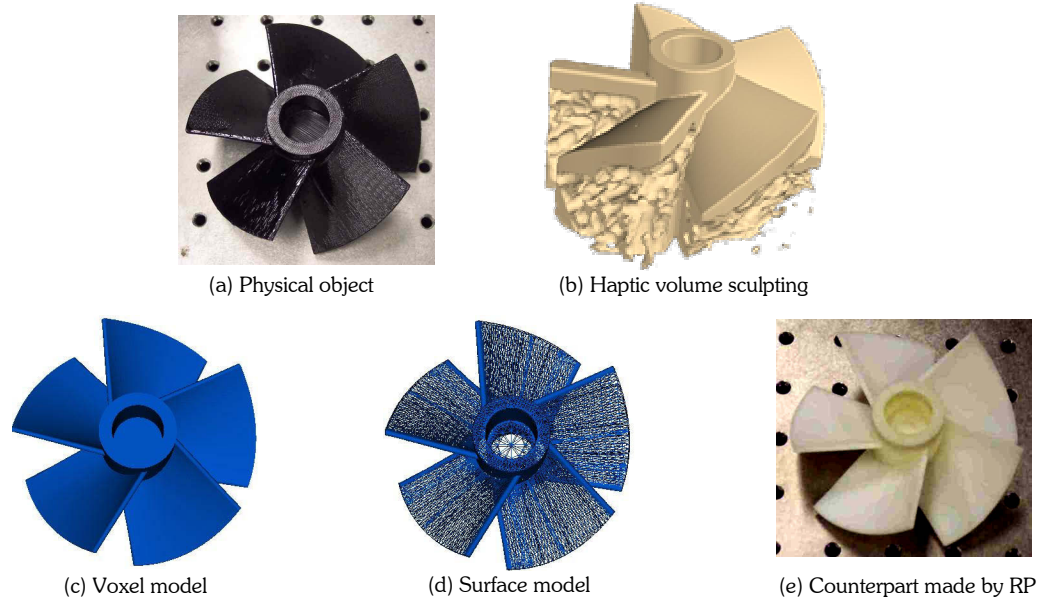 (a) Physical object
(b) Haptic volume sculpting
(c) Voxel model
(d) Surface model
(e) Counterpart made by RP